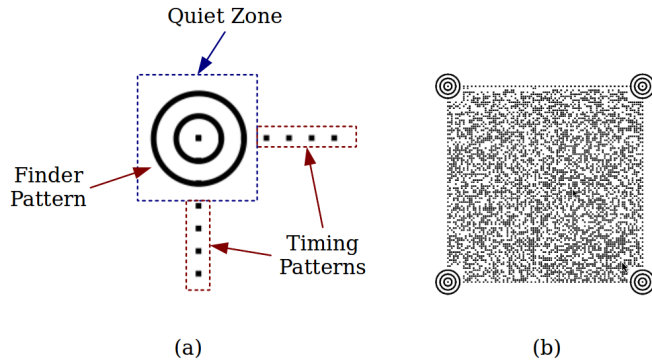 Quiet Zone
Finder
Pattern
Timing
Patterns
(a)
(b)